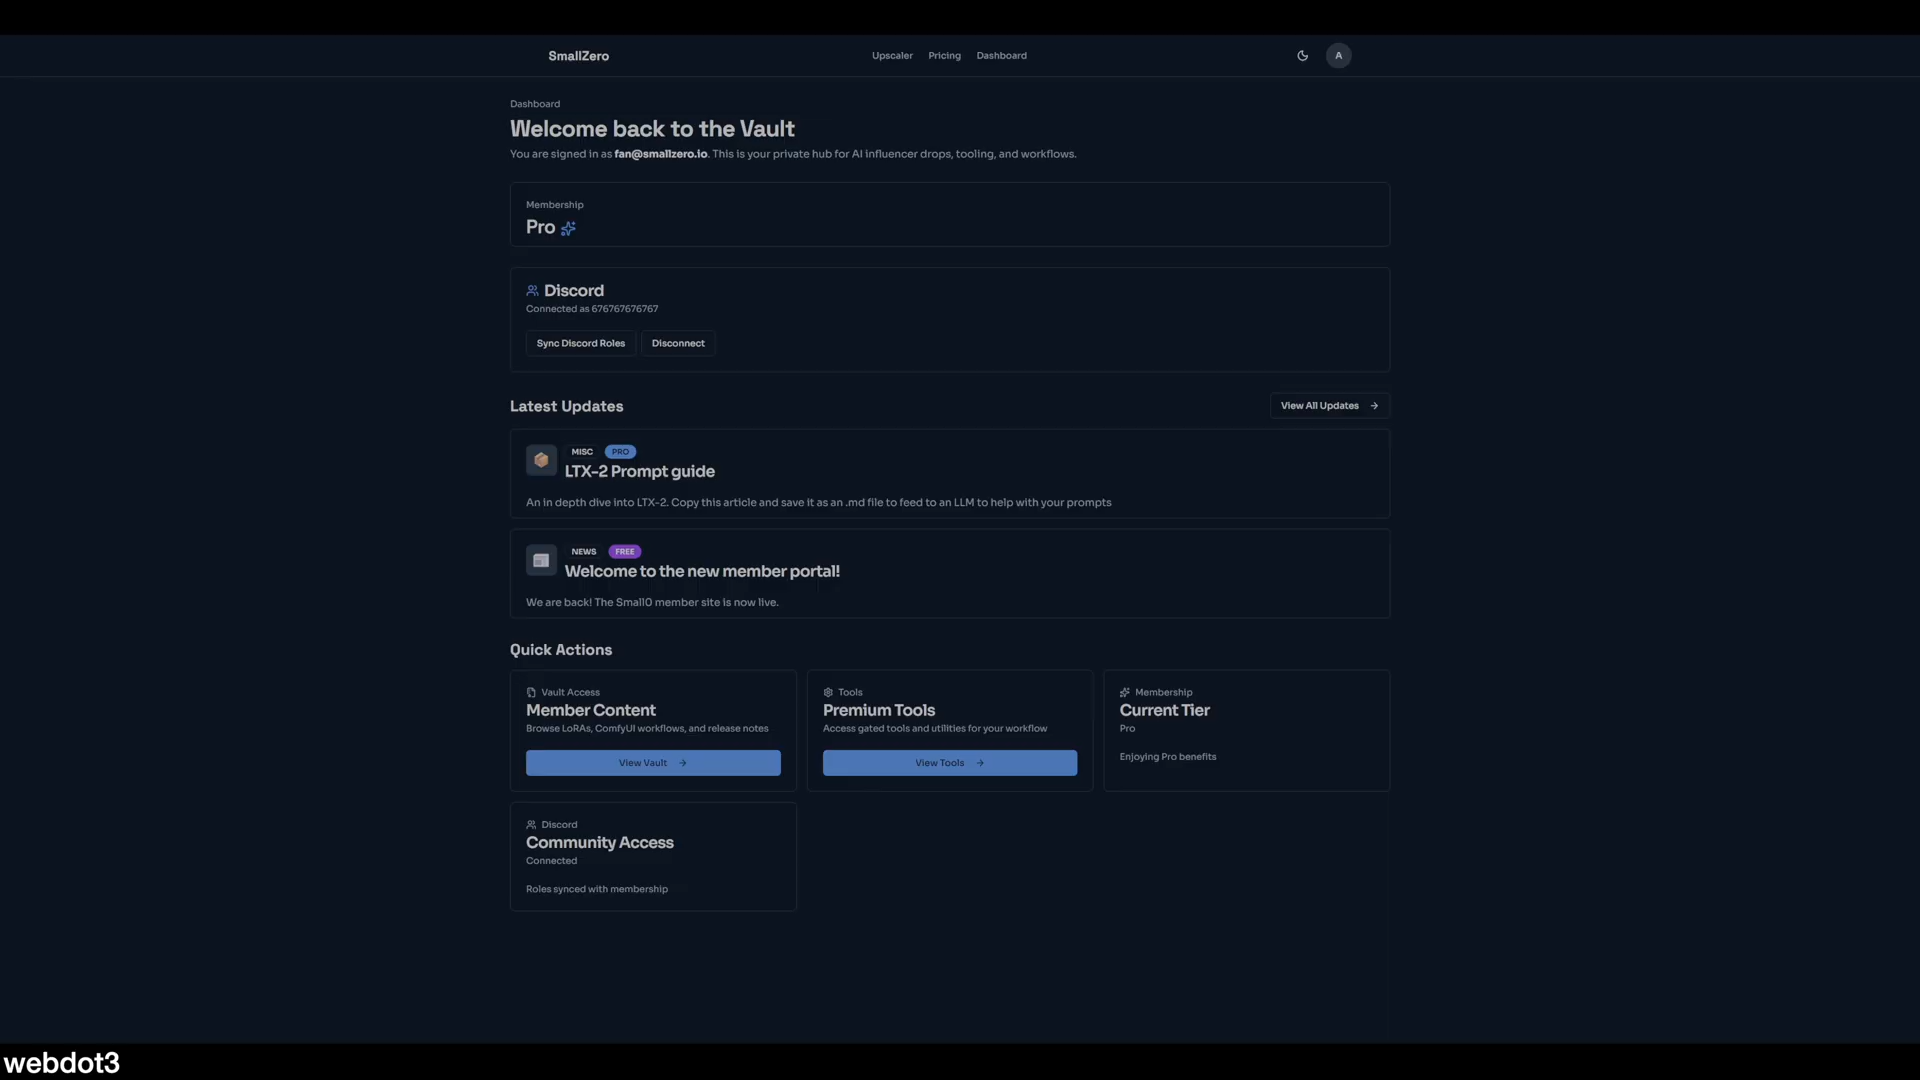 SmallZero
Upscaler Pricing Dashboard
A
Dashboard
Welcome back to the Vault
You are signed in as fan@smallzero.io. This is your private hub for AI influencer drops, tooling, and workflows.
Membership
Pro
Discord
Connected as 676767676767
Sync Discord Roles Disconnect
Latest Updates
View All Updates →
MISC PRO
LTX-2 Prompt guide
An in depth dive into LTX-2. Copy this article and save it as an .md file to feed to an LLM to help with your prompts
NEWS FREE
Welcome to the new member portal!
We are back! The Small0 member site is now live.
Quick Actions
Vault Access
Member Content
Browse LoRAs, ComfyUI workflows, and release notes
View Vault →
Tools
Premium Tools
Access gated tools and utilities for your workflow
View Tools →
Membership
Current Tier
Pro
Enjoying Pro benefits
Discord
Community Access
Connected
Roles synced with membership
webdot3